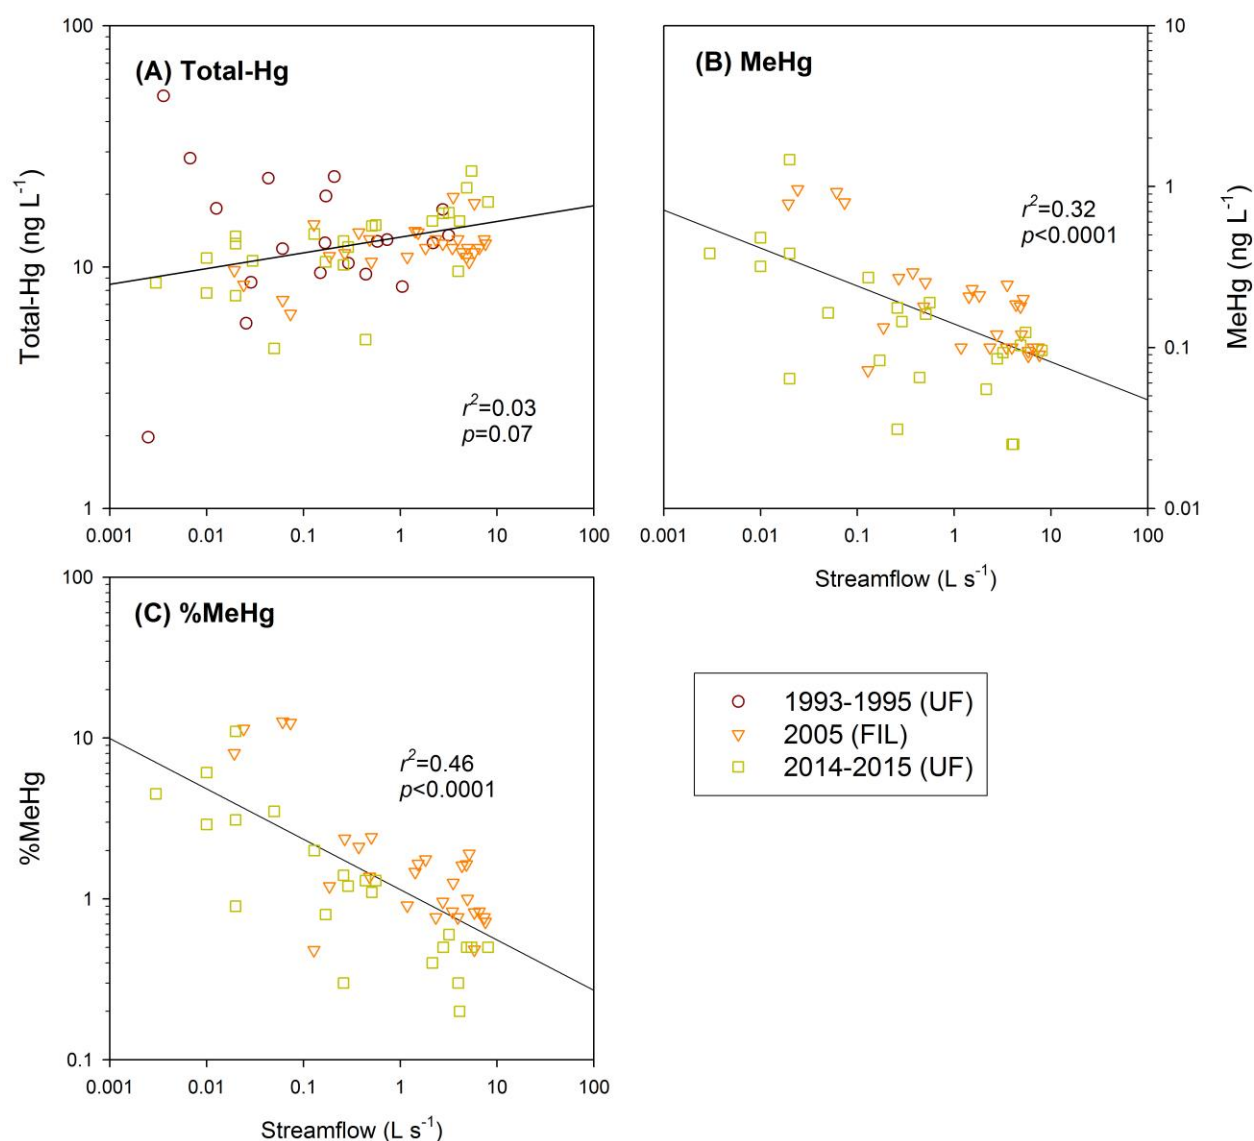 (A) Total-Hg
Total-Hg (ng L⁻¹)
100
10
1
0.001 0.01 0.1 1 10 100
r²=0.03
p=0.07
(B) MeHg
MeHg (ng L⁻¹)
10
1
0.1
0.01
0.001 0.01 0.1 1 10 100
Streamflow (L s⁻¹)
r²=0.32
p<0.0001
(C) %MeHg
%MeHg
100
10
1
0.1
0.001 0.01 0.1 1 10 100
Streamflow (L s⁻¹)
r²=0.46
p<0.0001
1993-1995 (UF)
2005 (FIL)
2014-2015 (UF)